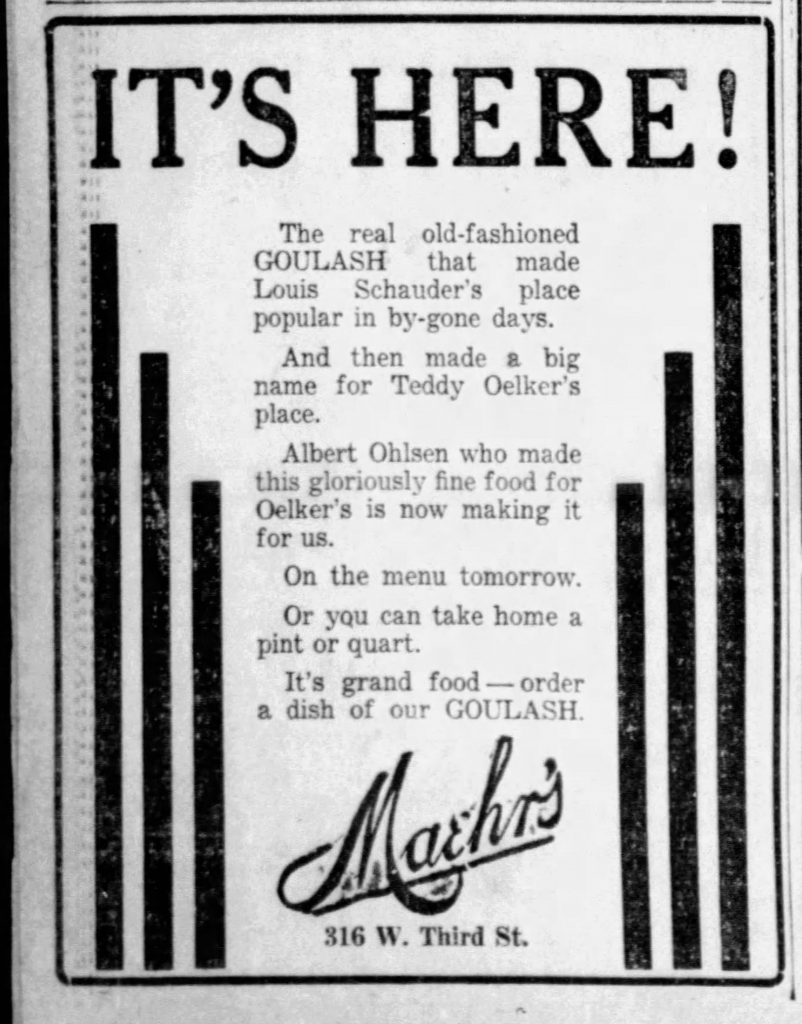 IT'S HERE!
The real old-fashioned
GOULASH that made
Louis Schauder's place
popular in by-gone days.
And then made a big
name for Teddy Oelker's
place.
Albert Ohlsen who made
this gloriously fine food for
Oelker's is now making it
for us.
On the menu tomorrow.
Or you can take home a
pint or quart.
It's grand food — order
a dish of our GOULASH.
Maehr's
316 W. Third St.